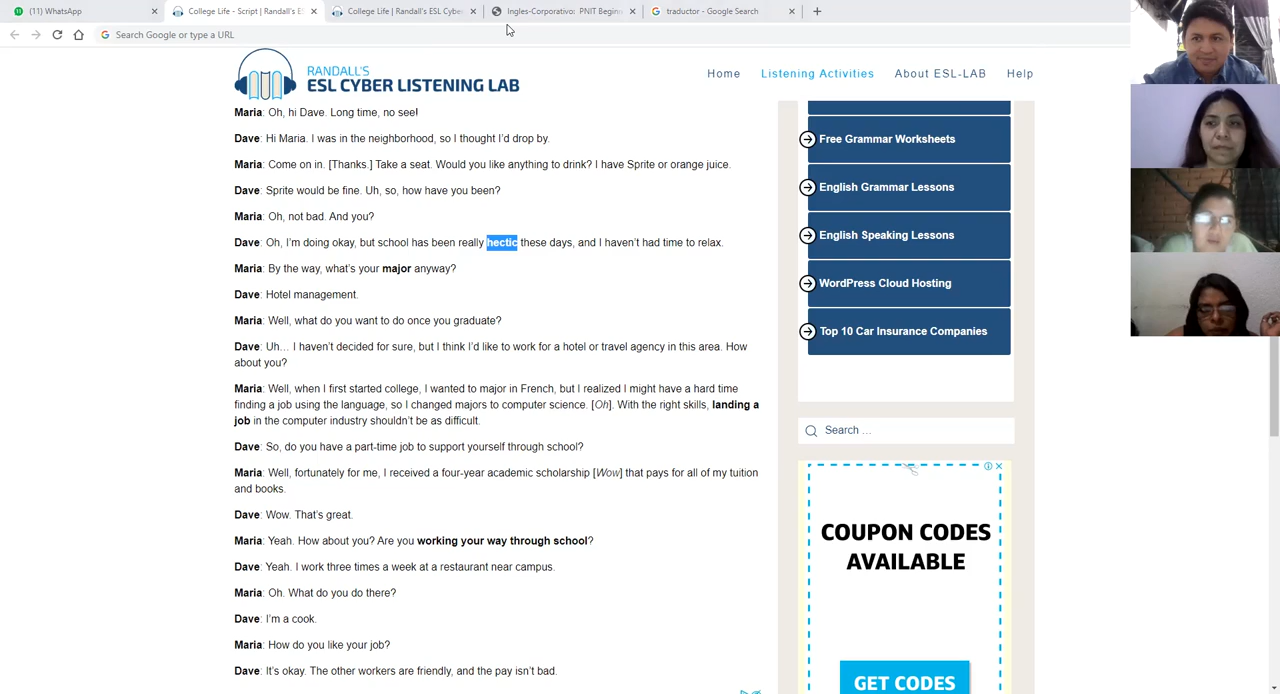 (11) WhatsApp
College Life - Script | Randall's ES
College Life | Randall's ESL Cyber
Ingles-Corporativo: PNIT Beginn
traductor - Google Search
Search Google or type a URL
RANDALL'S
ESL CYBER LISTENING LAB
Home
Listening Activities
About ESL-LAB
Help
Maria: Oh, hi Dave. Long time, no see!
Dave: Hi Maria. I was in the neighborhood, so I thought I'd drop by.
Maria: Come on in. [Thanks.] Take a seat. Would you like anything to drink? I have Sprite or orange juice.
Dave: Sprite would be fine. Uh, so, how have you been?
Maria: Oh, not bad. And you?
Dave: Oh, I'm doing okay, but school has been really hectic these days, and I haven't had time to relax.
Maria: By the way, what's your major anyway?
Dave: Hotel management.
Maria: Well, what do you want to do once you graduate?
Dave: Uh… I haven't decided for sure, but I think I'd like to work for a hotel or travel agency in this area. How
about you?
Maria: Well, when I first started college, I wanted to major in French, but I realized I might have a hard time
finding a job using the language, so I changed majors to computer science. [Oh]. With the right skills, landing a
job in the computer industry shouldn't be as difficult.
Dave: So, do you have a part-time job to support yourself through school?
Maria: Well, fortunately for me, I received a four-year academic scholarship [Wow] that pays for all of my tuition
and books.
Dave: Wow. That's great.
Maria: Yeah. How about you? Are you working your way through school?
Dave: Yeah. I work three times a week at a restaurant near campus.
Maria: Oh. What do you do there?
Dave: I'm a cook.
Maria: How do you like your job?
Dave: It's okay. The other workers are friendly, and the pay isn't bad.
Free Grammar Worksheets
English Grammar Lessons
English Speaking Lessons
WordPress Cloud Hosting
Top 10 Car Insurance Companies
Search …
COUPON CODES
AVAILABLE
GET CODES